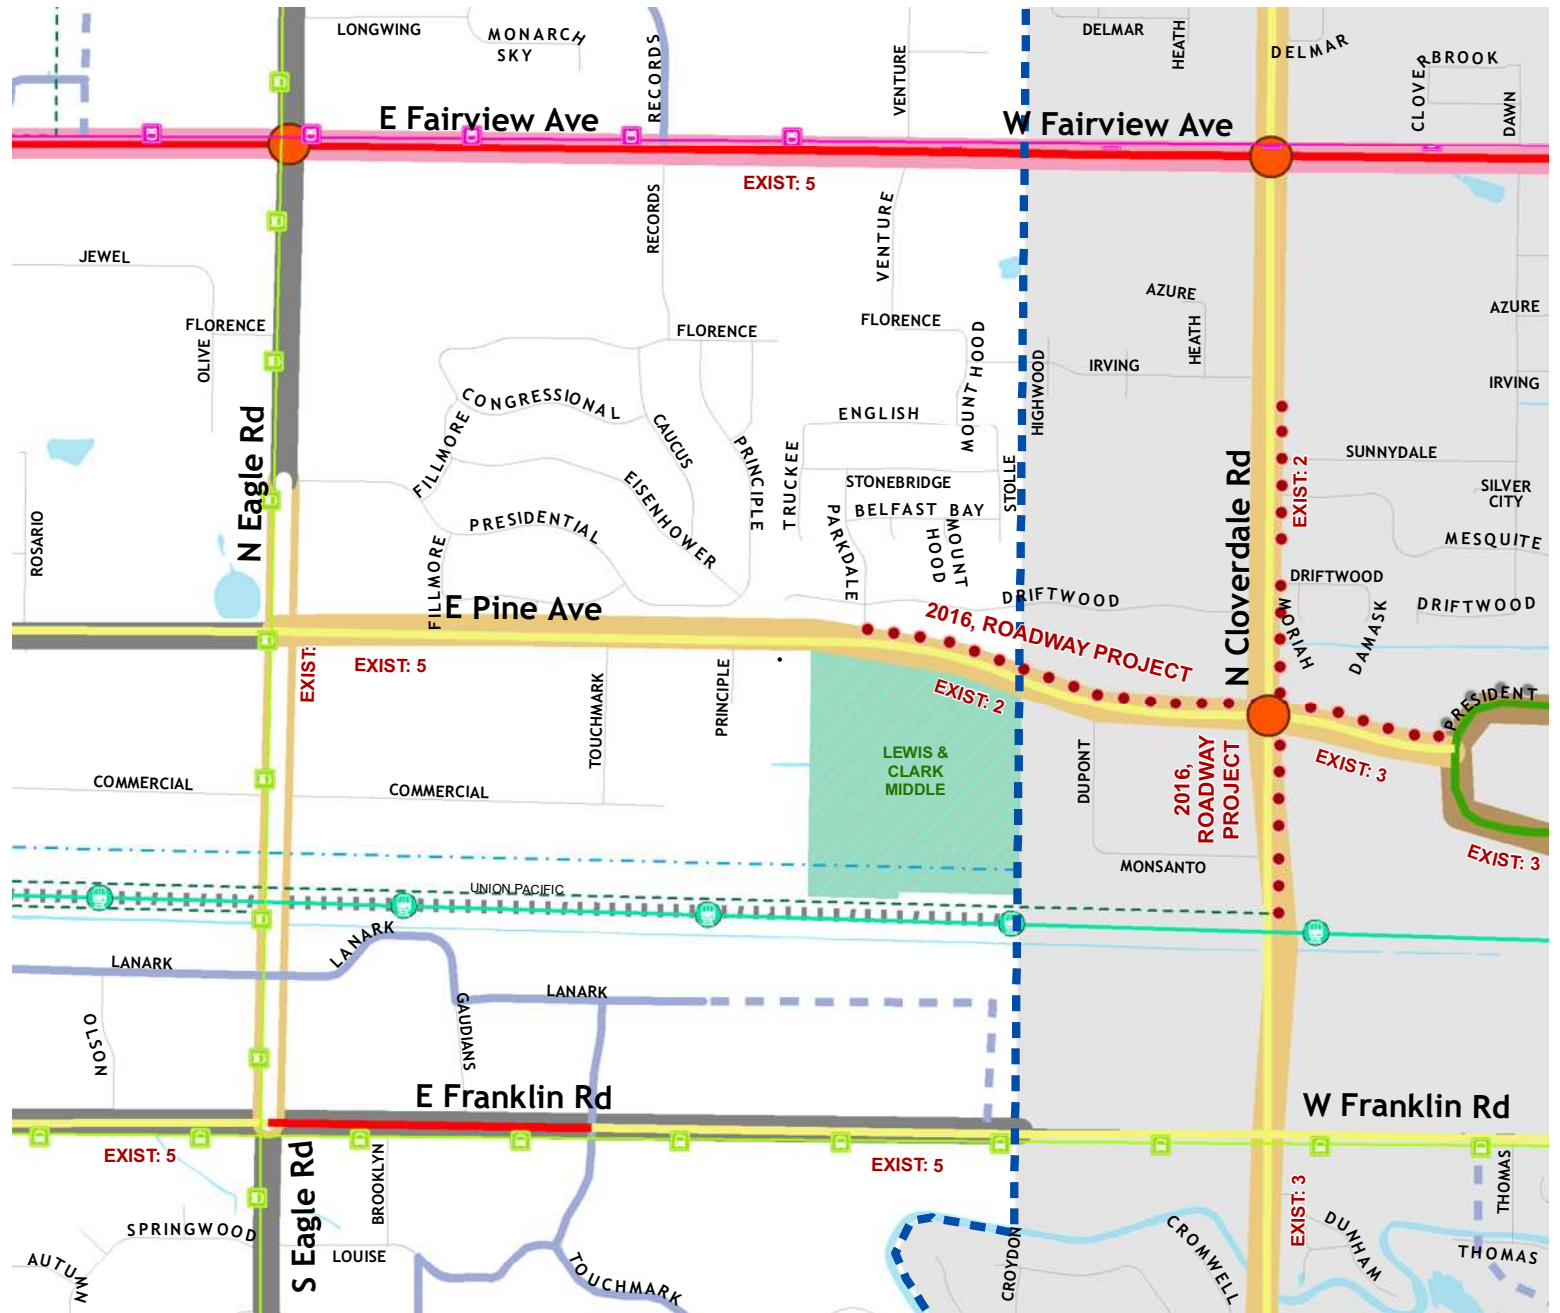 LONGWING
MONARCH
SKY
RECORDS
VENTURE
DELMAR
HEATH
DELMAR
CLOVER
BROOK
DAWN
E Fairview Ave
W Fairview Ave
EXIST: 5
RECORDS
VENTURE
JEWEL
FLORENCE
OLIVE
FLORENCE
FLORENCE
AZURE
HEATH
AZURE
MOUNT HOOD
HIGHWOOD
IRVING
IRVING
CONGRESSIONAL
FILLMORE
CAUCUS
PRINCIPLE
ENGLISH
TRUCKEE
STONEBRIDGE
BELFAST BAY
STOLLE
N Eagle Rd
N Cloverdale Rd
EXIST: 2
SUNNYDALE
SILVER
CITY
MESQUITE
ROSARIO
PRESIDENTIAL
EISENHOWER
PARKDALE
MOUNT
HOOD
FILLMORE
E Pine Ave
DRIFTWOOD
DRIFTWOOD
DRIFTWOOD
MORIAH
DAMASK
2016, ROADWAY PROJECT
EXIST:
EXIST: 5
EXIST: 2
TOUCHMARK
PRINCIPLE
PRESIDENT
LEWIS &
CLARK
MIDDLE
DUPONT
2016,
ROADWAY
PROJECT
EXIST: 3
EXIST: 3
COMMERCIAL
COMMERCIAL
MONSANTO
UNION PACIFIC
LANARK
LANARK
LANARK
OLSON
GAUDIANS
E Franklin Rd
W Franklin Rd
EXIST: 5
EXIST: 5
S Eagle Rd
BROOKLYN
EXIST: 3
THOMAS
SPRINGWOOD
LOUISE
AUTUMN
TOUCHMARK
CROYDON
CROMWELL
DUNHAM
THOMAS